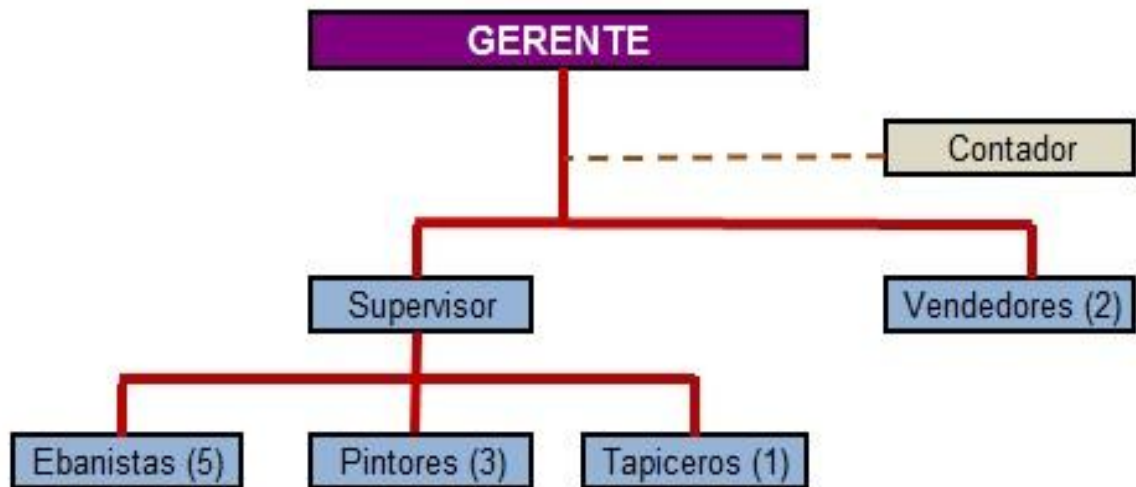 GERENTE
Contador
Supervisor
Vendedores (2)
Ebanistas (5)
Pintores (3)
Tapiceros (1)